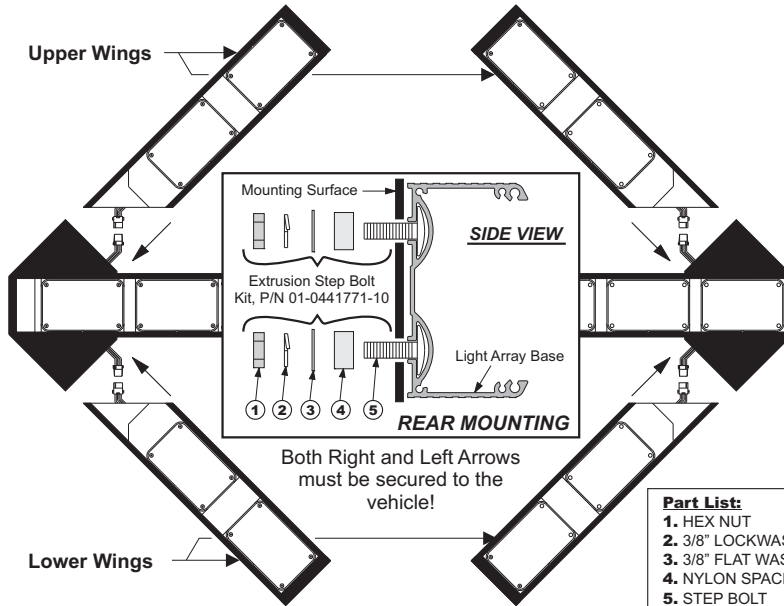 Upper Wings
Mounting Surface
SIDE VIEW
Extrusion Step Bolt
Kit, P/N 01-0441771-10
Light Array Base
1 2 3 4 5
REAR MOUNTING
Both Right and Left Arrows
must be secured to the
vehicle!
Lower Wings
Part List:
1. HEX NUT
2. 3/8” LOCKWAS
3. 3/8” FLAT WAS
4. NYLON SPAC
5. STEP BOLT